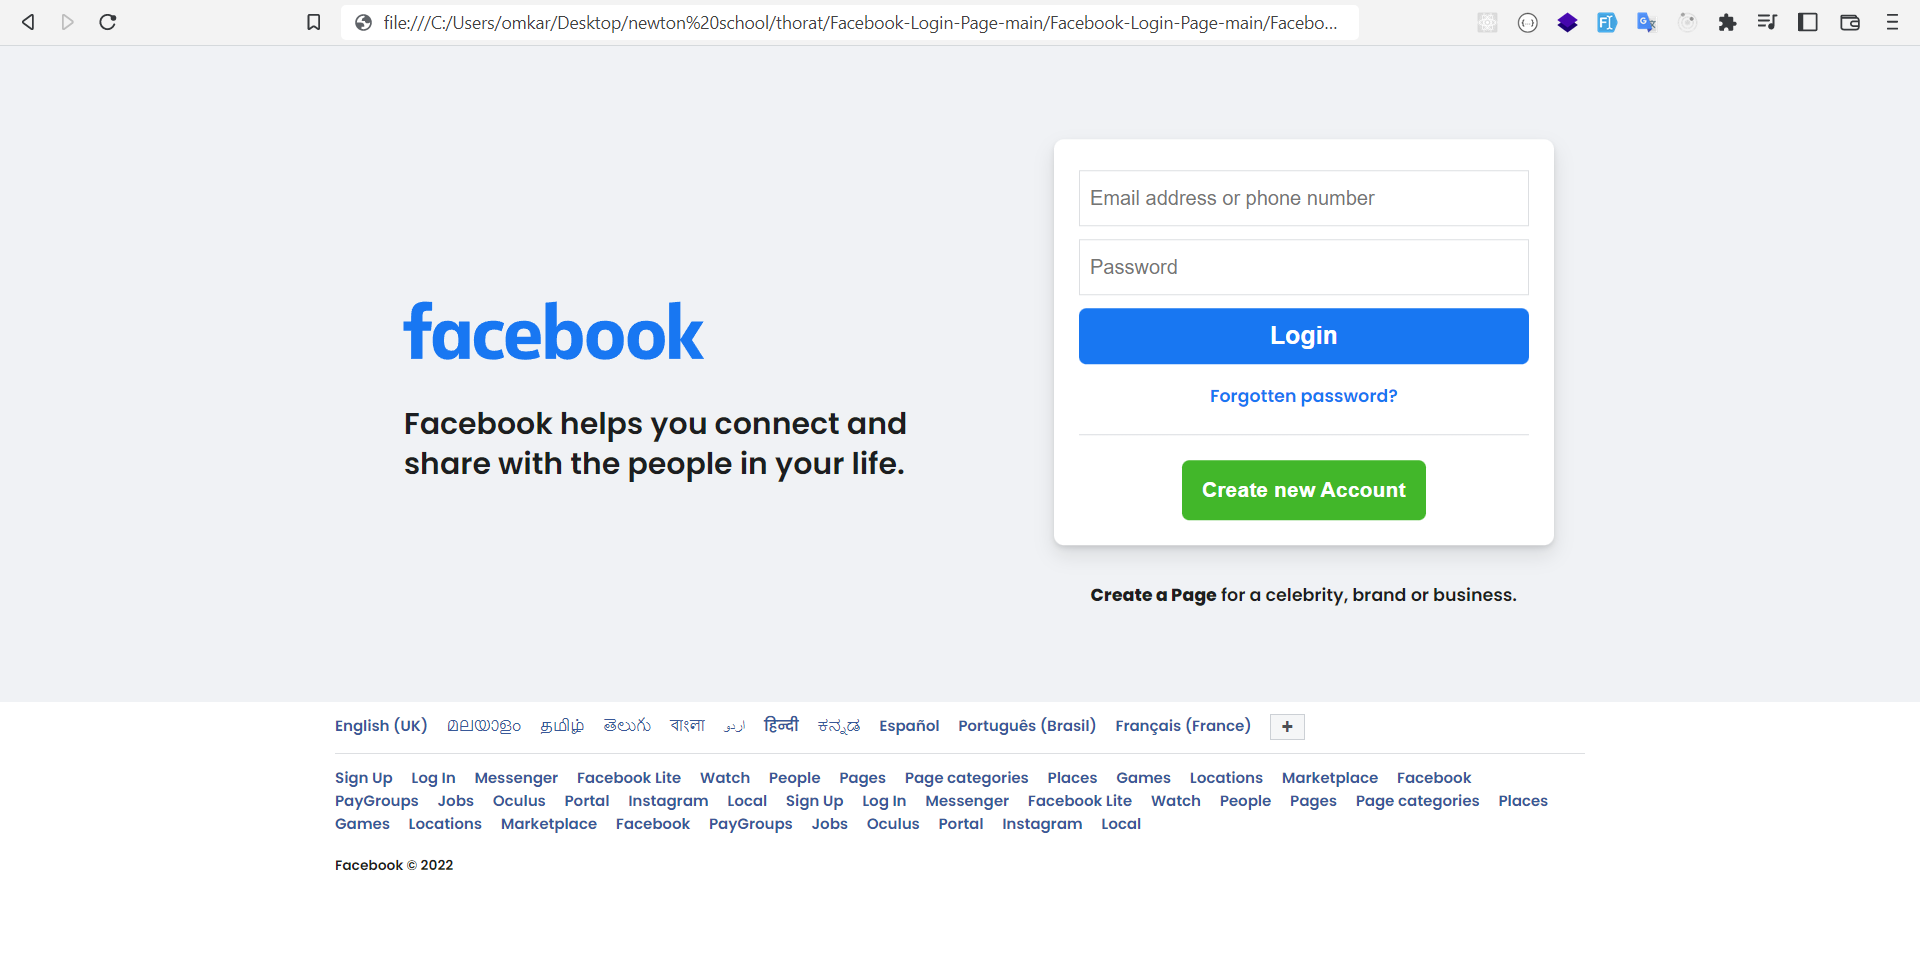 file:///C:/Users/omkar/Desktop/newton%20school/thorat/Facebook-Login-Page-main/Facebook-Login-Page-main/Facebo...
facebook
Facebook helps you connect and
share with the people in your life.
Email address or phone number
Password
Login
Forgotten password?
Create new Account
Create a Page for a celebrity, brand or business.
English (UK) മലയാളം தமிழ் తెలుగు বাংলা اردو हिन्दी ಕನ್ನಡ Español Português (Brasil) Français (France) +
Sign Up Log In Messenger Facebook Lite Watch People Pages Page categories Places Games Locations Marketplace Facebook
PayGroups Jobs Oculus Portal Instagram Local Sign Up Log In Messenger Facebook Lite Watch People Pages Page categories Places
Games Locations Marketplace Facebook PayGroups Jobs Oculus Portal Instagram Local
Facebook © 2022